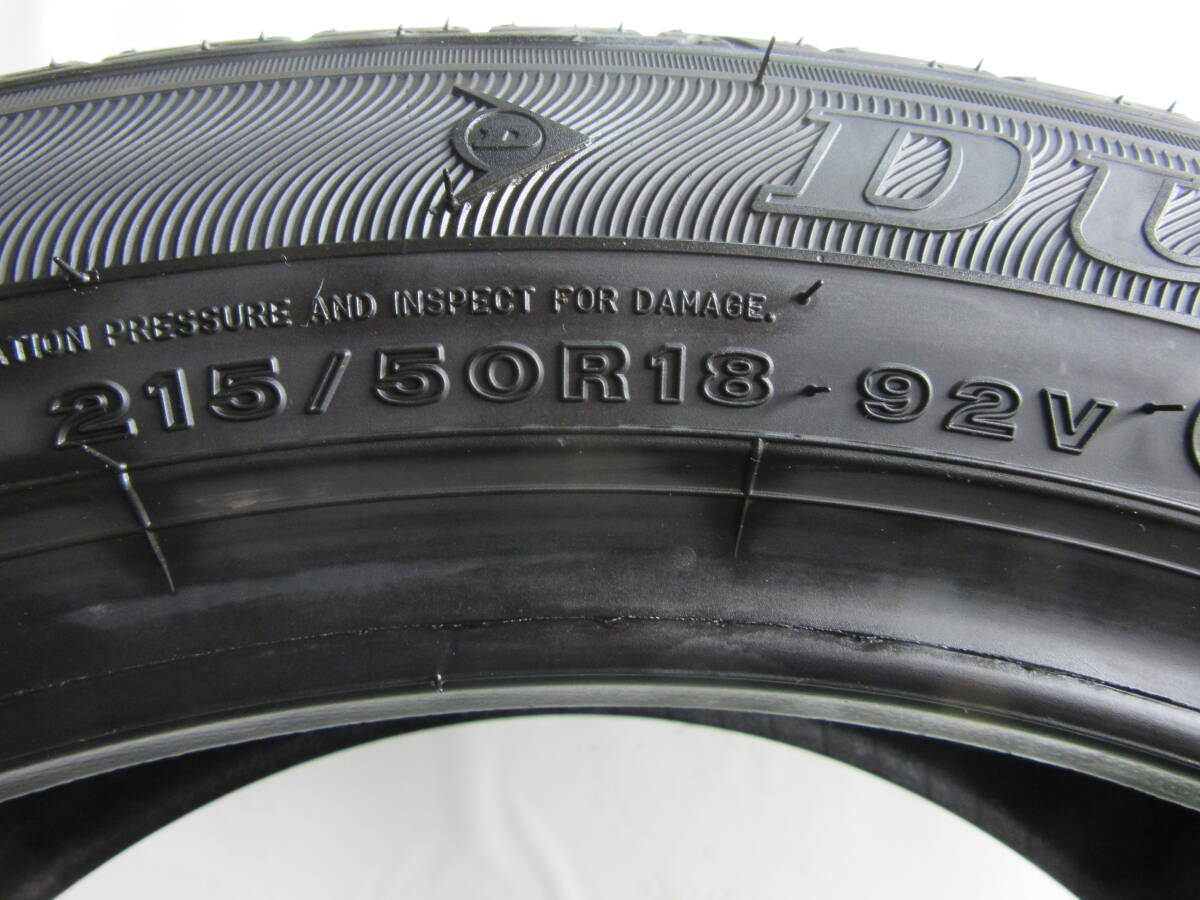 DU
ATION PRESSURE AND INSPECT FOR DAMAGE.
215/50R18 92V